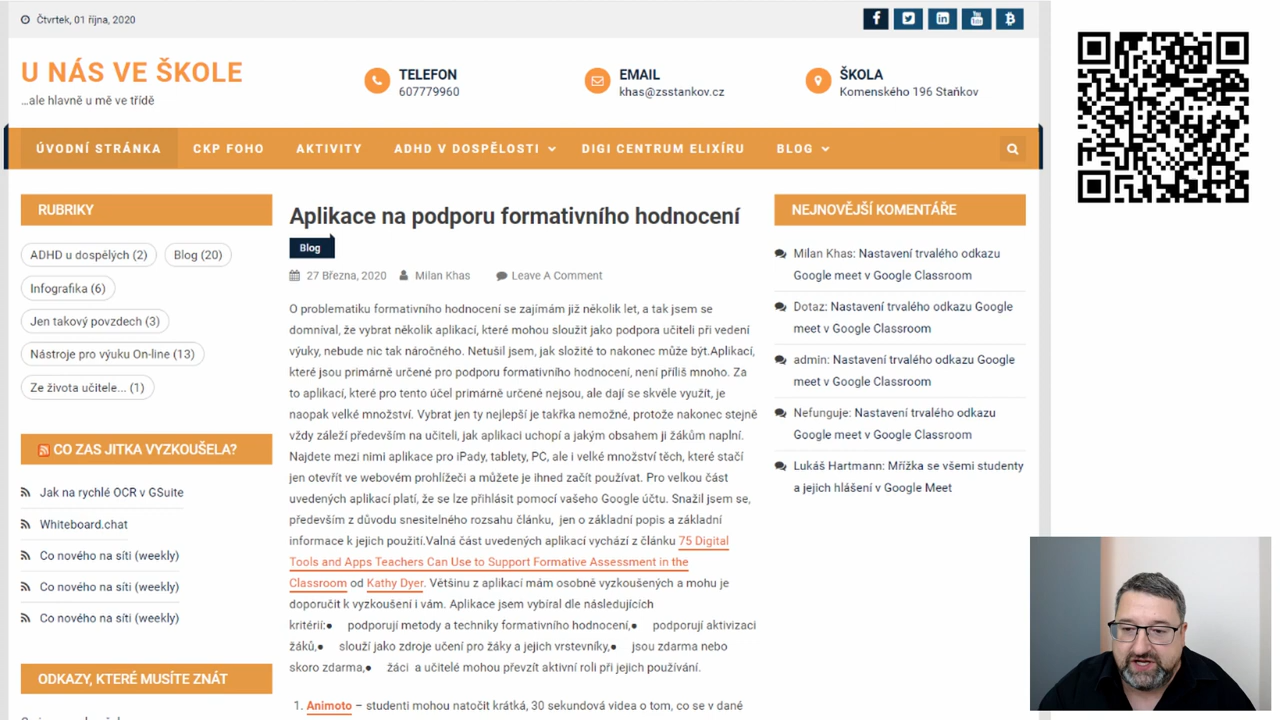 Čtvrtek, 01 října, 2020
U NÁS VE ŠKOLE
...ale hlavně u mě ve třídě
TELEFON
607779960
EMAIL
khas@zsstankov.cz
ŠKOLA
Komenského 196 Staňkov
ÚVODNÍ STRÁNKA CKP FOHO AKTIVITY ADHD V DOSPĚLOSTI DIGI CENTRUM ELIXÍRU BLOG
RUBRIKY
ADHD u dospělých (2) Blog (20)
Infografika (6)
Jen takový povzdech (3)
Nástroje pro výuku On-line (13)
Ze života učitele... (1)
CO ZAS JITKA VYZKOUŠELA?
Jak na rychlé OCR v GSuite
Whiteboard.chat
Co nového na síti (weekly)
Co nového na síti (weekly)
Co nového na síti (weekly)
ODKAZY, KTERÉ MUSÍTE ZNÁT
Aplikace na podporu formativního hodnocení
Blog
27 Března, 2020 Milan Khas Leave A Comment
O problematiku formativního hodnocení se zajímám již několik let, a tak jsem se
domníval, že vybrat několik aplikací, které mohou sloužit jako podpora učiteli při vedení
výuky, nebude nic tak náročného. Netušil jsem, jak složité to nakonec může být.Aplikací,
které jsou primárně určené pro podporu formativního hodnocení, není příliš mnoho. Za
to aplikací, které pro tento účel primárně určené nejsou, ale dají se skvěle využít, je
naopak velké množství. Vybrat jen ty nejlepší je takřka nemožné, protože nakonec stejně
vždy záleží především na učiteli, jak aplikaci uchopí a jakým obsahem ji žákům naplní.
Najdete mezi nimi aplikace pro iPady, tablety, PC, ale i velké množství těch, které stačí
jen otevřít ve webovém prohlížeči a můžete je ihned začít používat. Pro velkou část
uvedených aplikací platí, že se lze přihlásit pomocí vašeho Google účtu. Snažil jsem se,
především z důvodu snesitelného rozsahu článku, jen o základní popis a základní
informace k jejich použití.Valná část uvedených aplikací vychází z článku 75 Digital
Tools and Apps Teachers Can Use to Support Formative Assessment in the
Classroom od Kathy Dyer. Většinu z aplikací mám osobně vyzkoušených a mohu je
doporučit k vyzkoušení i vám. Aplikace jsem vybíral dle následujících
kritérií:● podporují metody a techniky formativního hodnocení,● podporují aktivizaci
žáků,● slouží jako zdroje učení pro žáky a jejich vrstevníky,● jsou zdarma nebo
skoro zdarma,● žáci a učitelé mohou převzít aktivní roli při jejich používání.
1. Animoto – studenti mohou natočit krátká, 30 sekundová videa o tom, co se v dané
NEJNOVĚJŠÍ KOMENTÁŘE
Milan Khas: Nastavení trvalého odkazu
Google meet v Google Classroom
Dotaz: Nastavení trvalého odkazu Google
meet v Google Classroom
admin: Nastavení trvalého odkazu Google
meet v Google Classroom
Nefunguje: Nastavení trvalého odkazu
Google meet v Google Classroom
Lukáš Hartmann: Mřížka se všemi studenty
a jejich hlášení v Google Meet